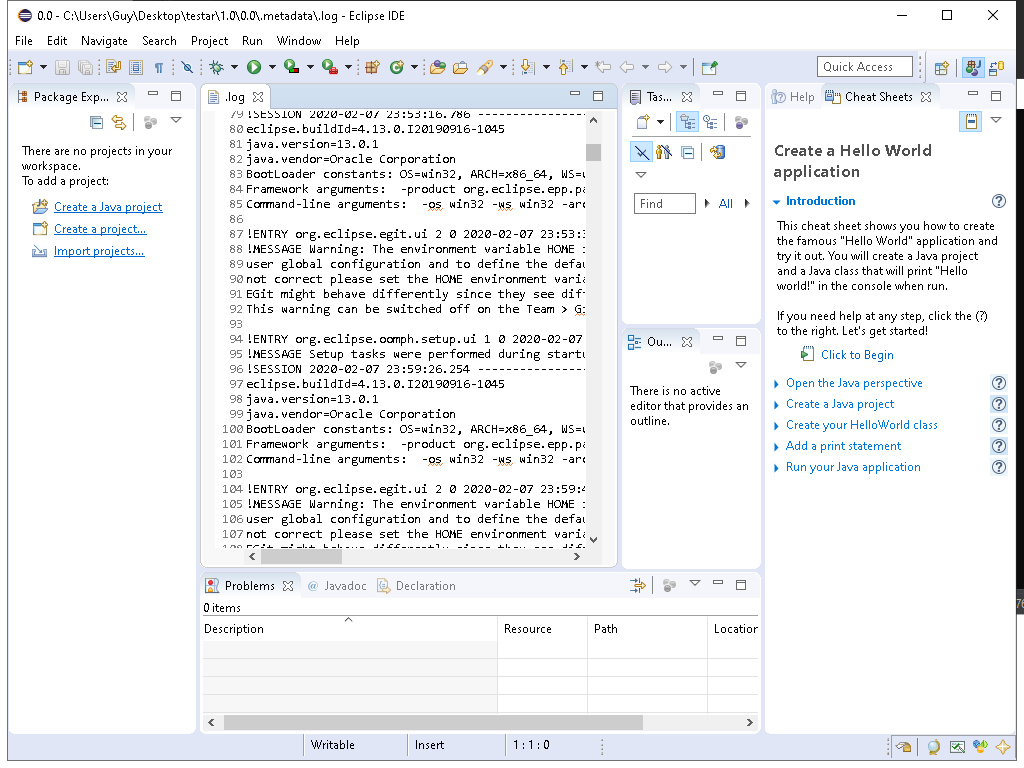 0.0 - C:\Users\Guy\Desktop\testar\1.0\0.0\.metadata\.log - Eclipse IDE
File Edit Navigate Search Project Run Window Help
Quick Access
Package Exp...
There are no projects in your
workspace.
To add a project:
Create a Java project
Create a project...
Import projects...
.log
79 !SESSION 2020-02-07 23:53:16.786 -----------------
80 eclipse.buildId=4.13.0.I20190916-1045
81 java.version=13.0.1
82 java.vendor=Oracle Corporation
83 BootLoader constants: OS=win32, ARCH=x86_64, WS=
84 Framework arguments:  -product org.eclipse.epp.pa
85 Command-line arguments:  -os win32 -ws win32 -arc
86
87 !ENTRY org.eclipse.egit.ui 2 0 2020-02-07 23:53:
88 !MESSAGE Warning: The environment variable HOME
89 user global configuration and to define the defau
90 not correct please set the HOME environment varia
91 EGit might behave differently since they see dif
92 This warning can be switched off on the Team > G
93
94 !ENTRY org.eclipse.oomph.setup.ui 1 0 2020-02-07
95 !MESSAGE Setup tasks were performed during startu
96 !SESSION 2020-02-07 23:59:26.254 -----------------
97 eclipse.buildId=4.13.0.I20190916-1045
98 java.version=13.0.1
99 java.vendor=Oracle Corporation
100 BootLoader constants: OS=win32, ARCH=x86_64, WS=
101 Framework arguments:  -product org.eclipse.epp.pa
102 Command-line arguments:  -os win32 -ws win32 -arc
103
104 !ENTRY org.eclipse.egit.ui 2 0 2020-02-07 23:59:4
105 !MESSAGE Warning: The environment variable HOME
106 user global configuration and to define the defau
107 not correct please set the HOME environment varia
108 EGit might behave differently since they see dif
Tas...
Find All
Ou...
There is no active
editor that provides an
outline.
Help Cheat Sheets
Create a Hello World
application
Introduction
This cheat sheet shows you how to create
the famous "Hello World" application and
try it out. You will create a Java project
and a Java class that will print "Hello
world!" in the console when run.
If you need help at any step, click the (?)
to the right. Let's get started!
Click to Begin
Open the Java perspective
Create a Java project
Create your HelloWorld class
Add a print statement
Run your Java application
Problems @ Javadoc Declaration
0 items
Description Resource Path Location
Writable Insert 1 : 1 : 0